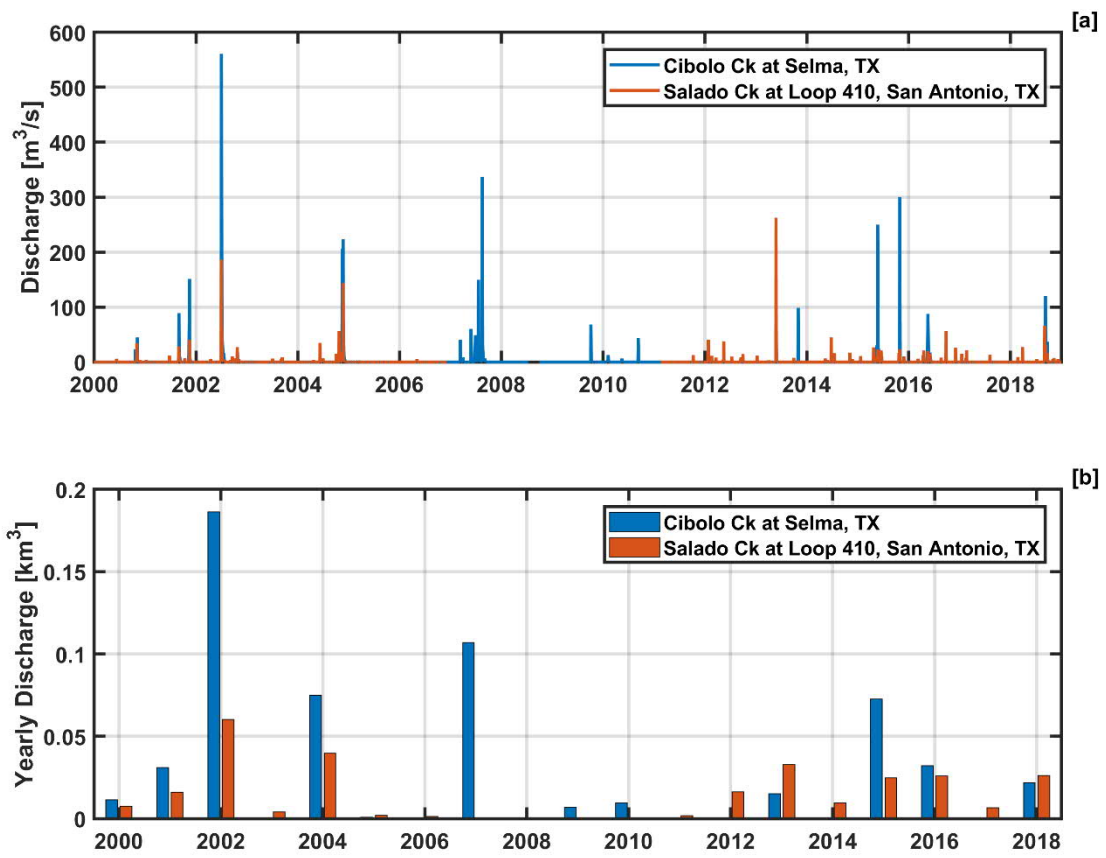 [a]
600
500
400
300
200
100
0
Discharge [m³/s]
Cibolo Ck at Selma, TX
Salado Ck at Loop 410, San Antonio, TX
2000 2002 2004 2006 2008 2010 2012 2014 2016 2018
[b]
0.2
0.15
0.1
0.05
0
Yearly Discharge [km³]
Cibolo Ck at Selma, TX
Salado Ck at Loop 410, San Antonio, TX
2000 2002 2004 2006 2008 2010 2012 2014 2016 2018